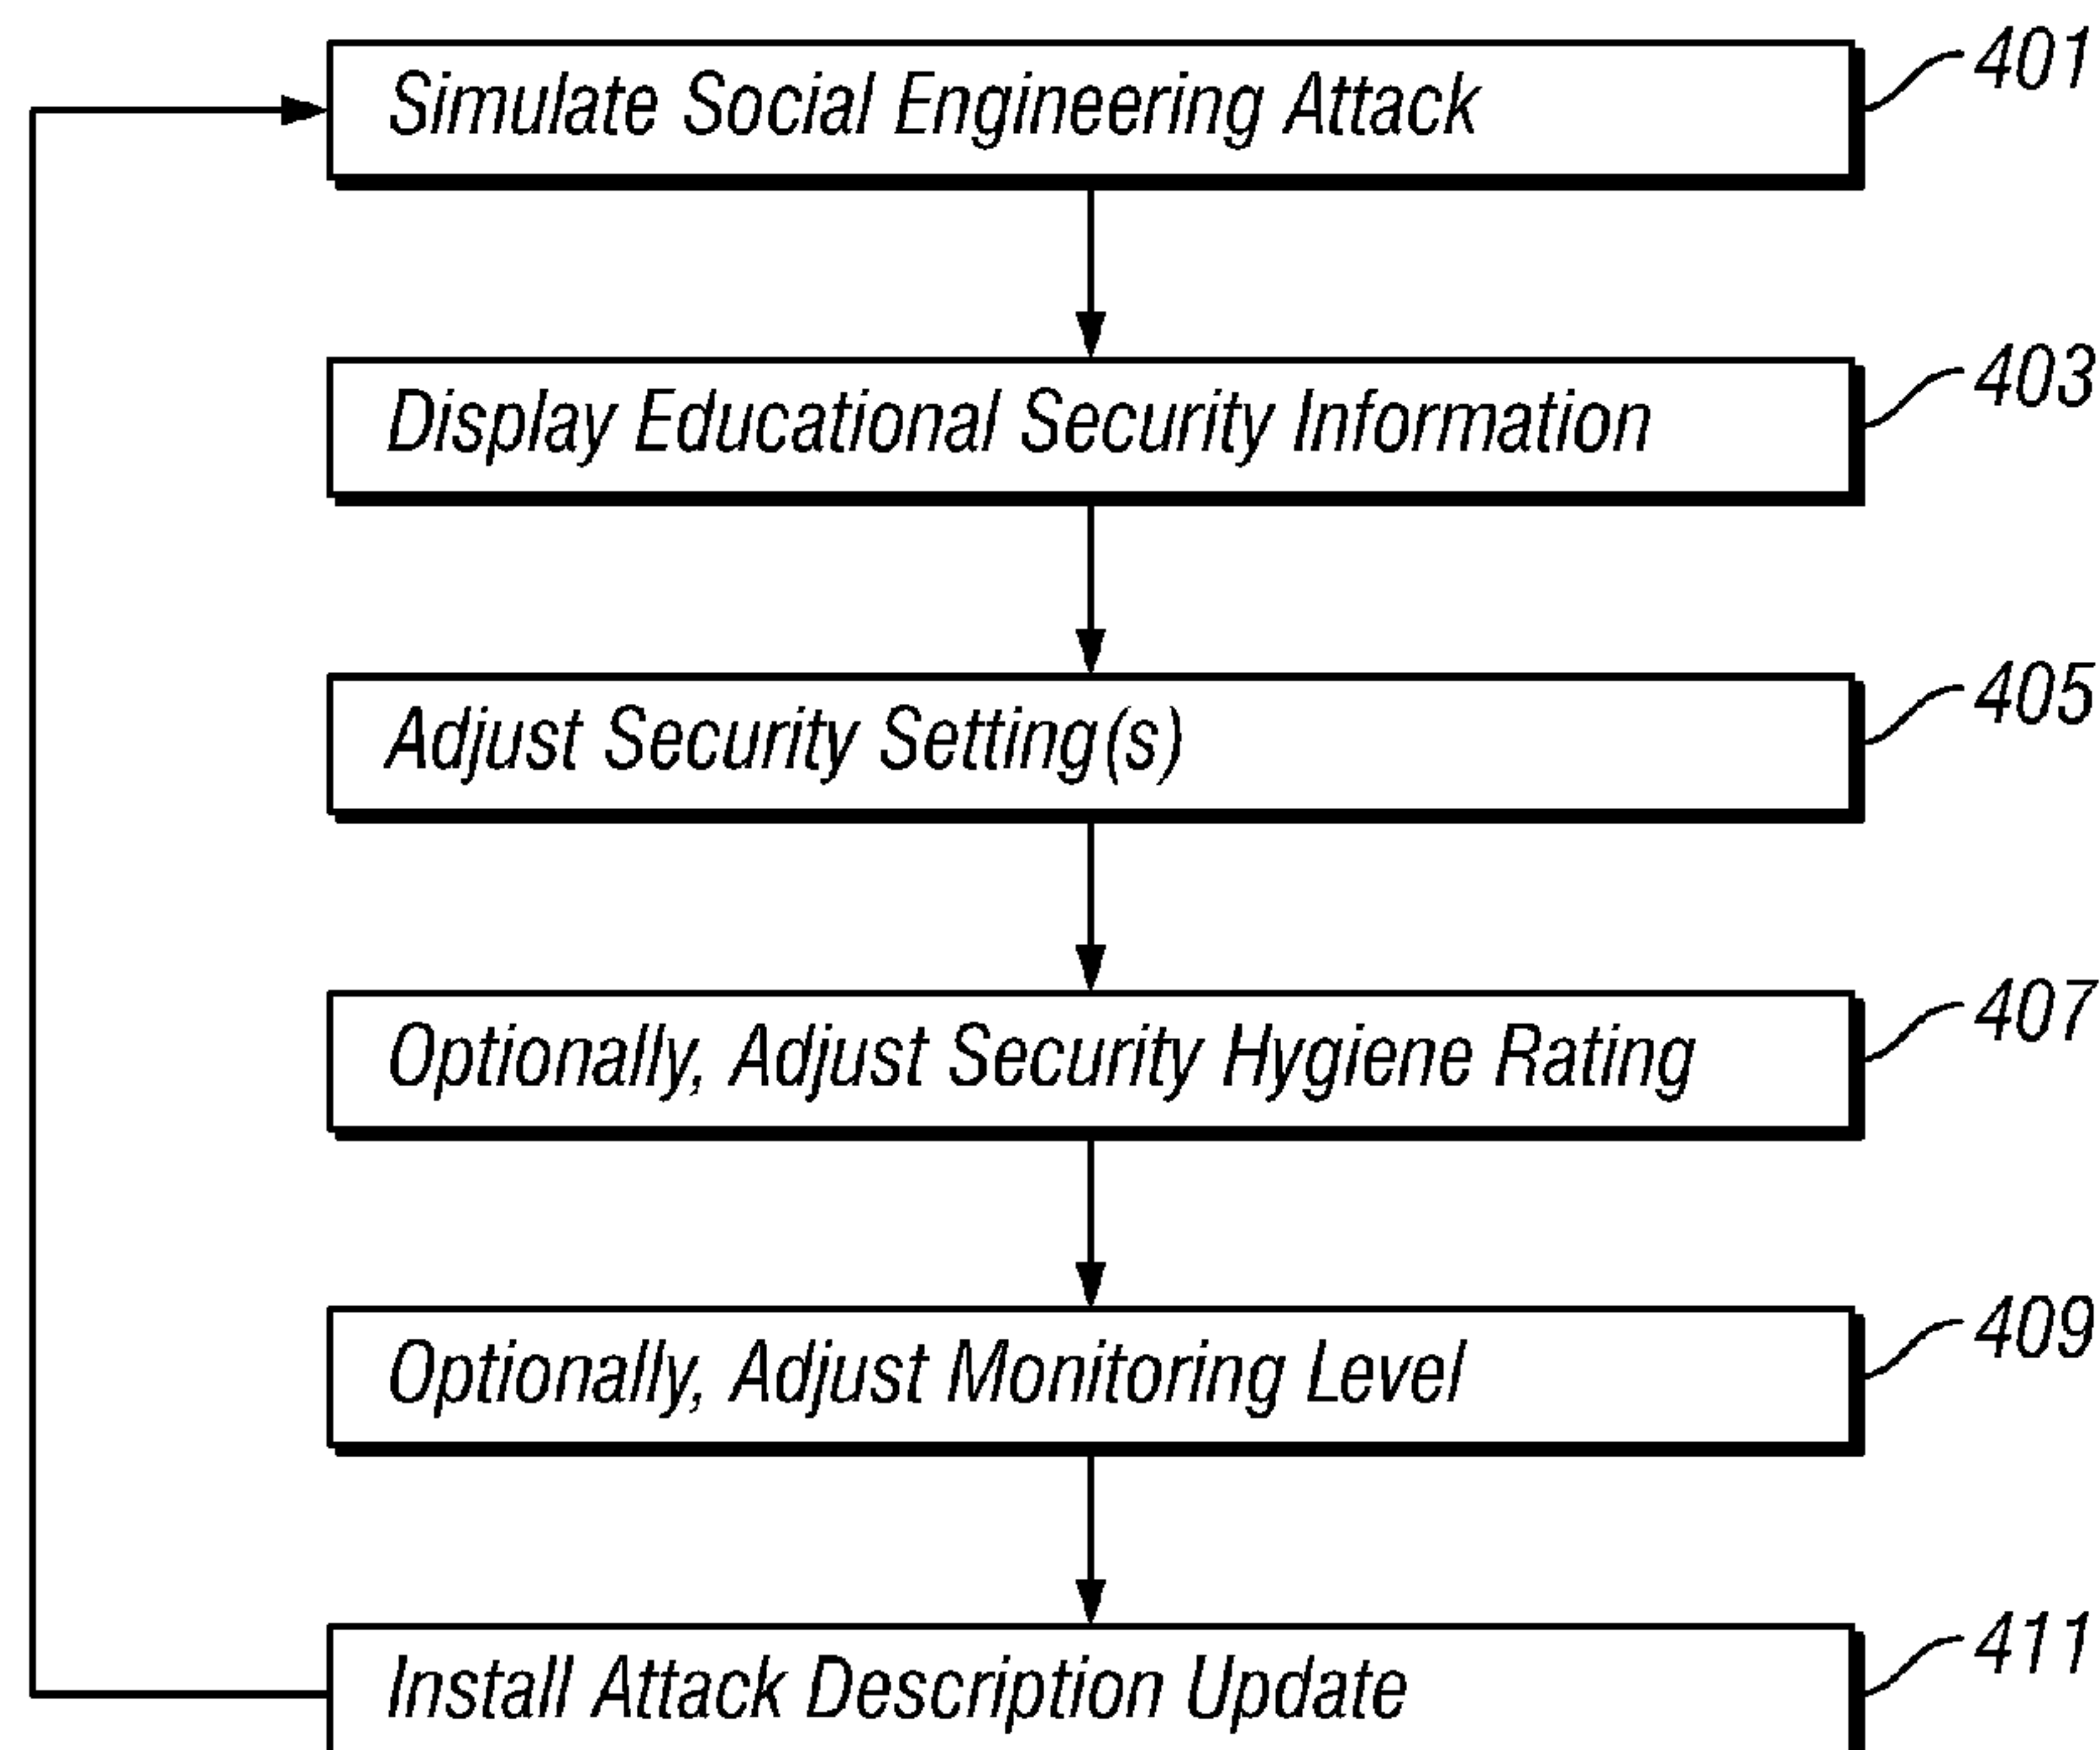 Simulate Social Engineering Attack
401
Display Educational Security Information
403
Adjust Security Setting(s)
405
Optionally, Adjust Security Hygiene Rating
407
Optionally, Adjust Monitoring Level
409
Install Attack Description Update
411